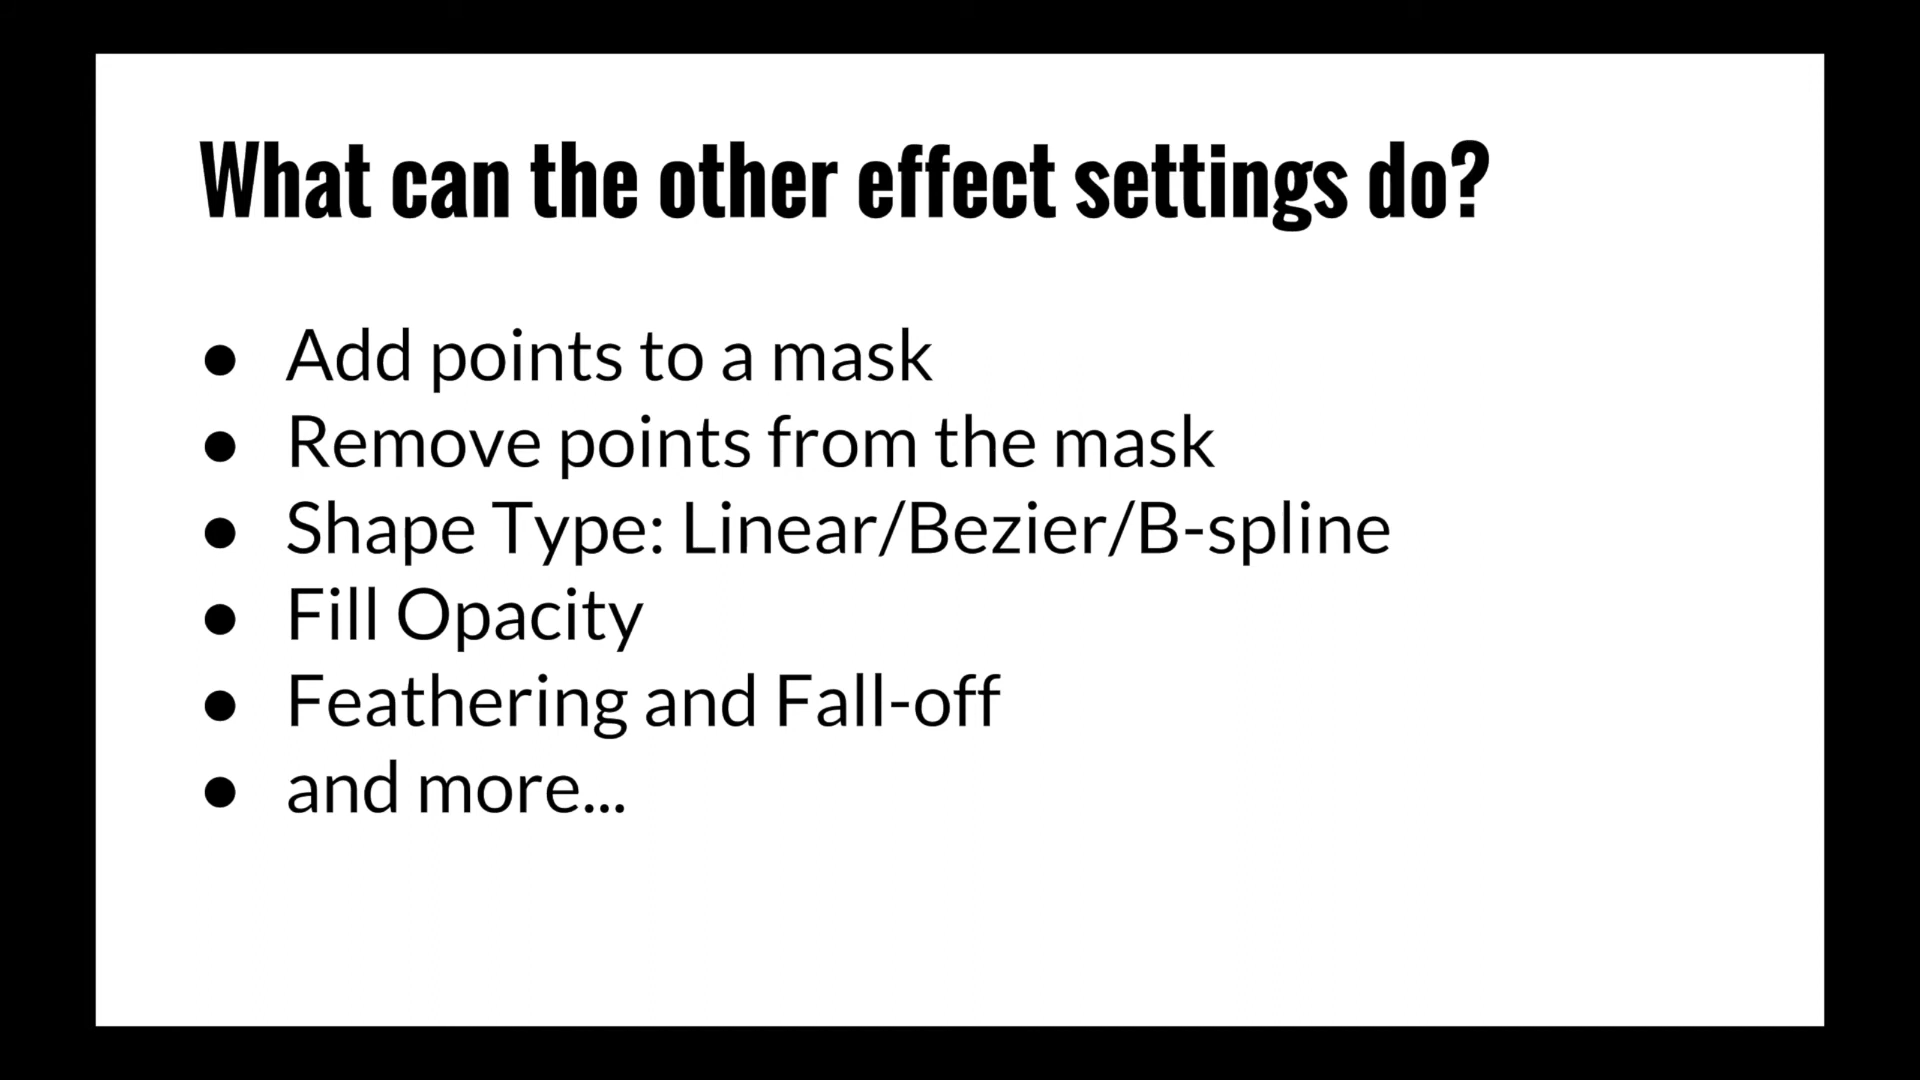 What can the other effect settings do?
● Add points to a mask
● Remove points from the mask
● Shape Type: Linear/Bezier/B-spline
● Fill Opacity
● Feathering and Fall-off
● and more...